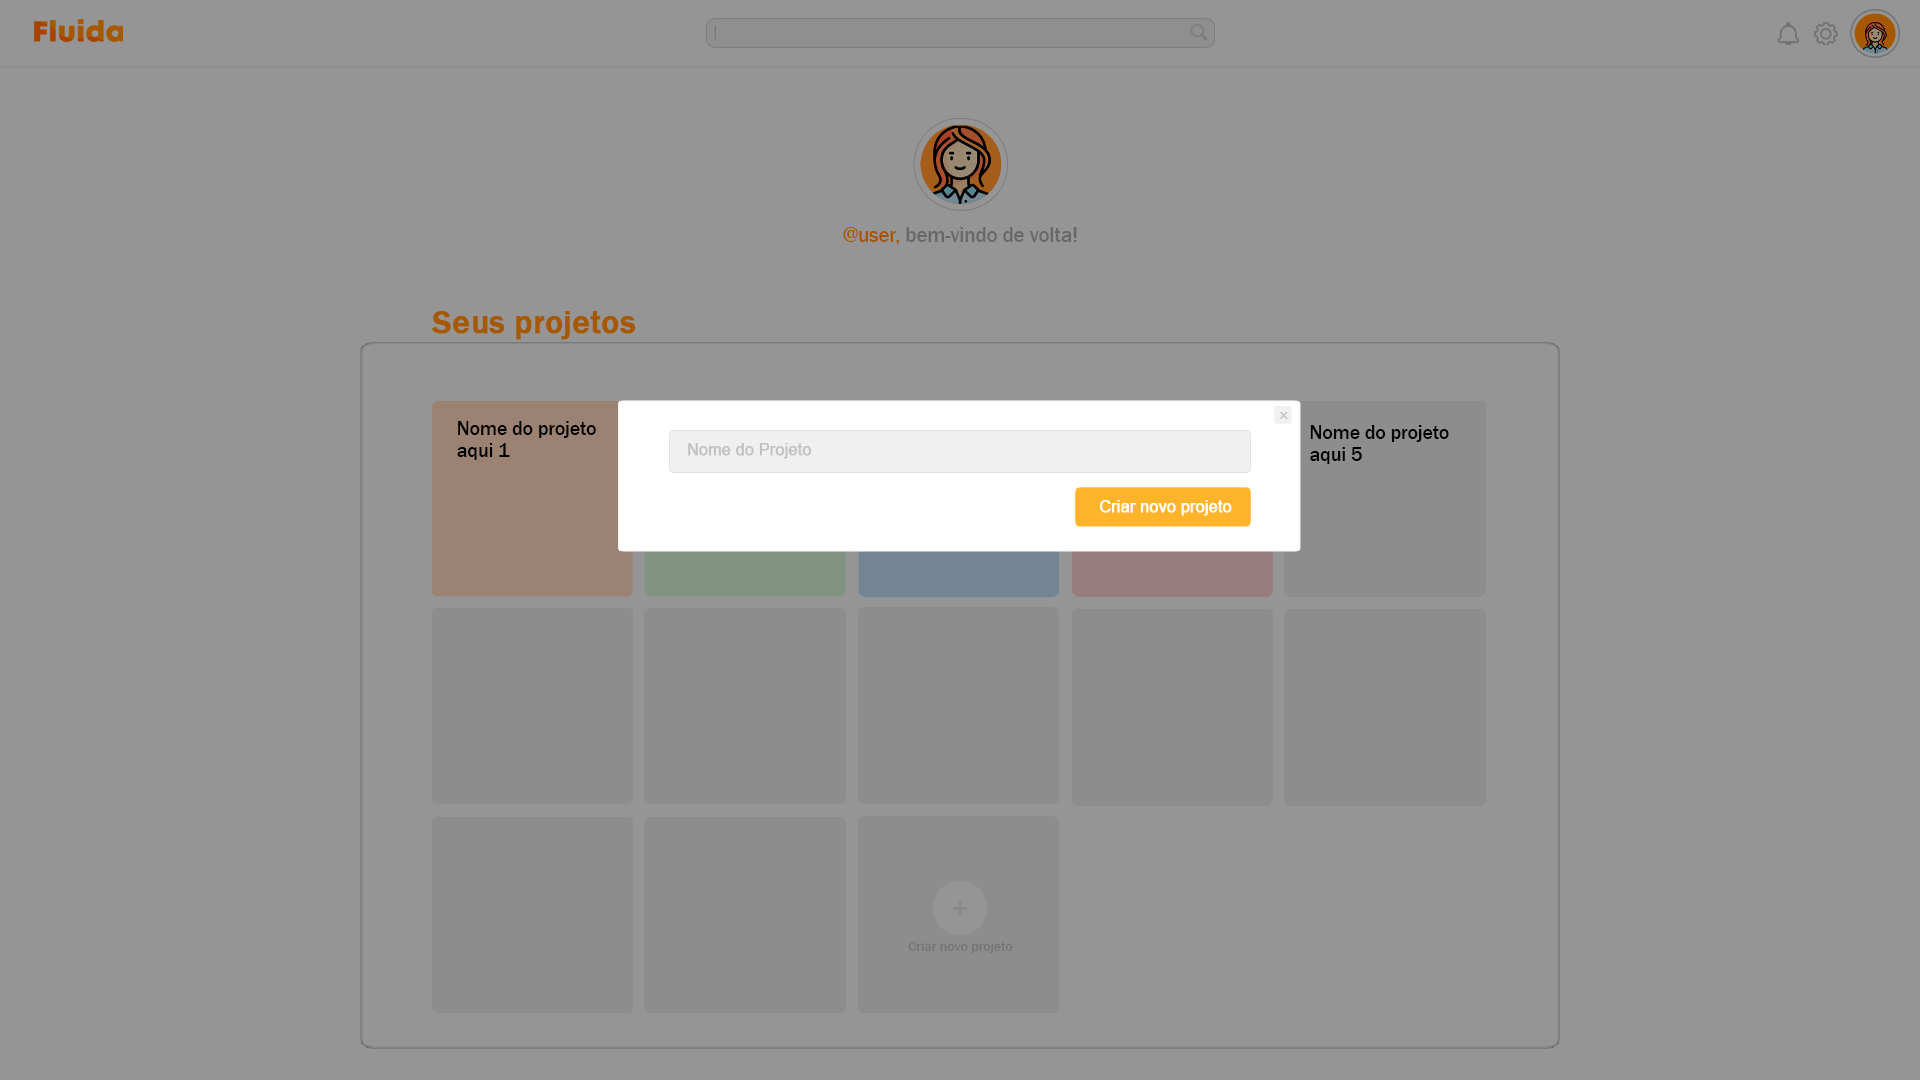 Fluida
@user, bem-vindo de volta!
Seus projetos
Nome do projeto
aqui 1
Nome do Projeto
Criar novo projeto
Nome do projeto
aqui 5
Criar novo projeto